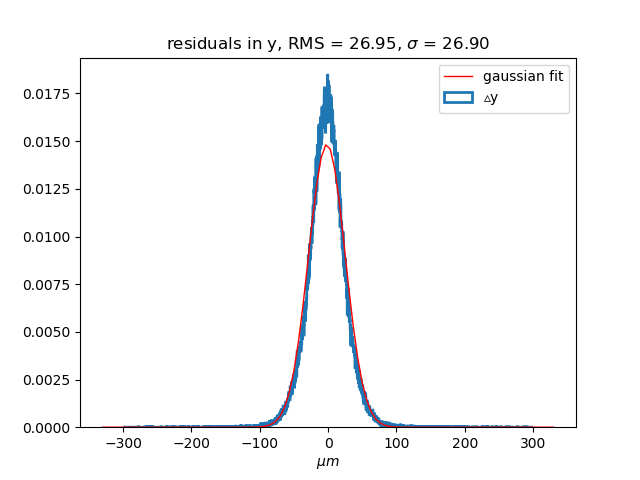 residuals in y, RMS = 26.95, σ = 26.90
gaussian fit
△y
0.0175
0.0150
0.0125
0.0100
0.0075
0.0050
0.0025
0.0000
−300 −200 −100 0 100 200 300
μm